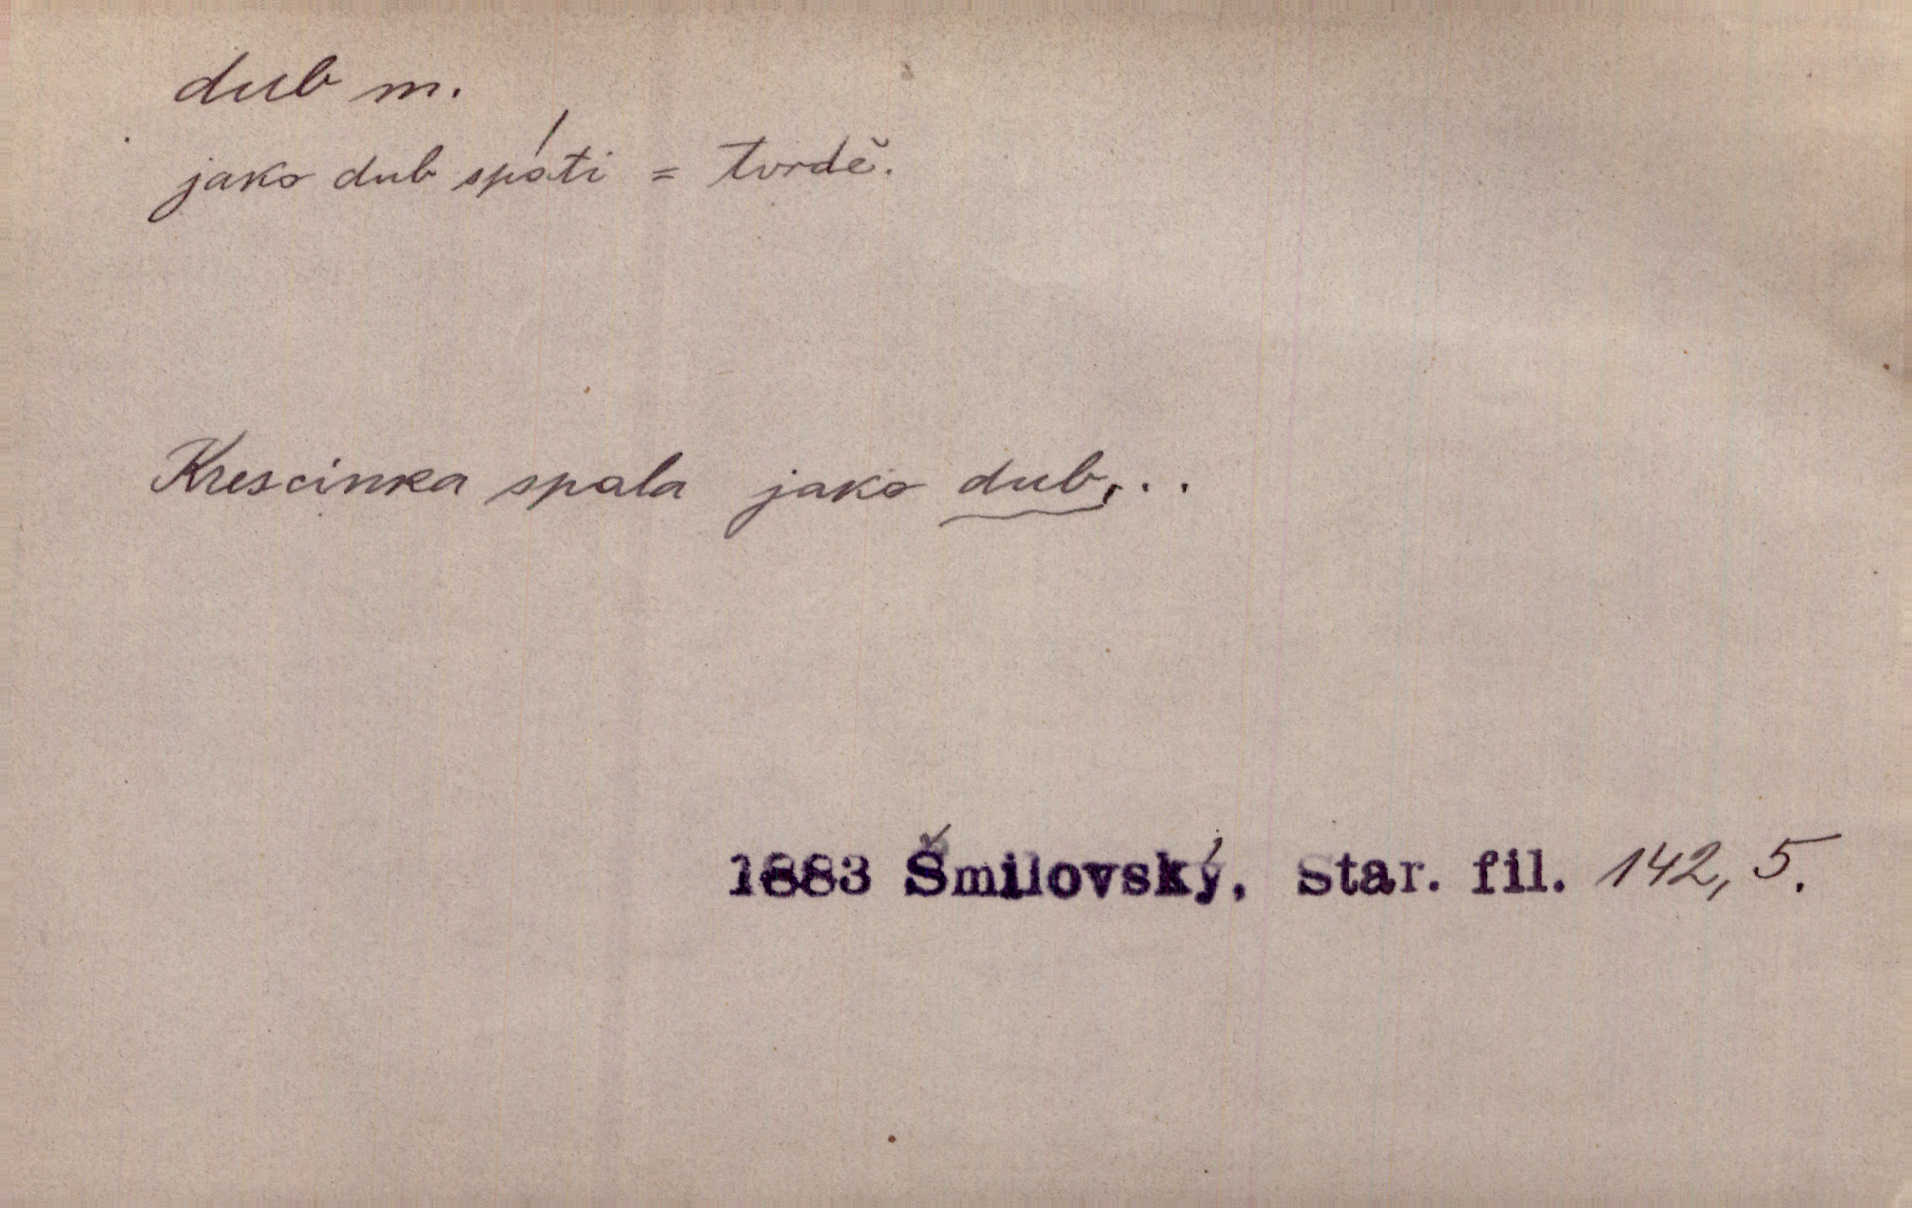 dub m.
jako dub spáti = tvrdě.
Krescinka spala jako dub, . .
1883 Šmilovský, Star. fil. 142, 5.